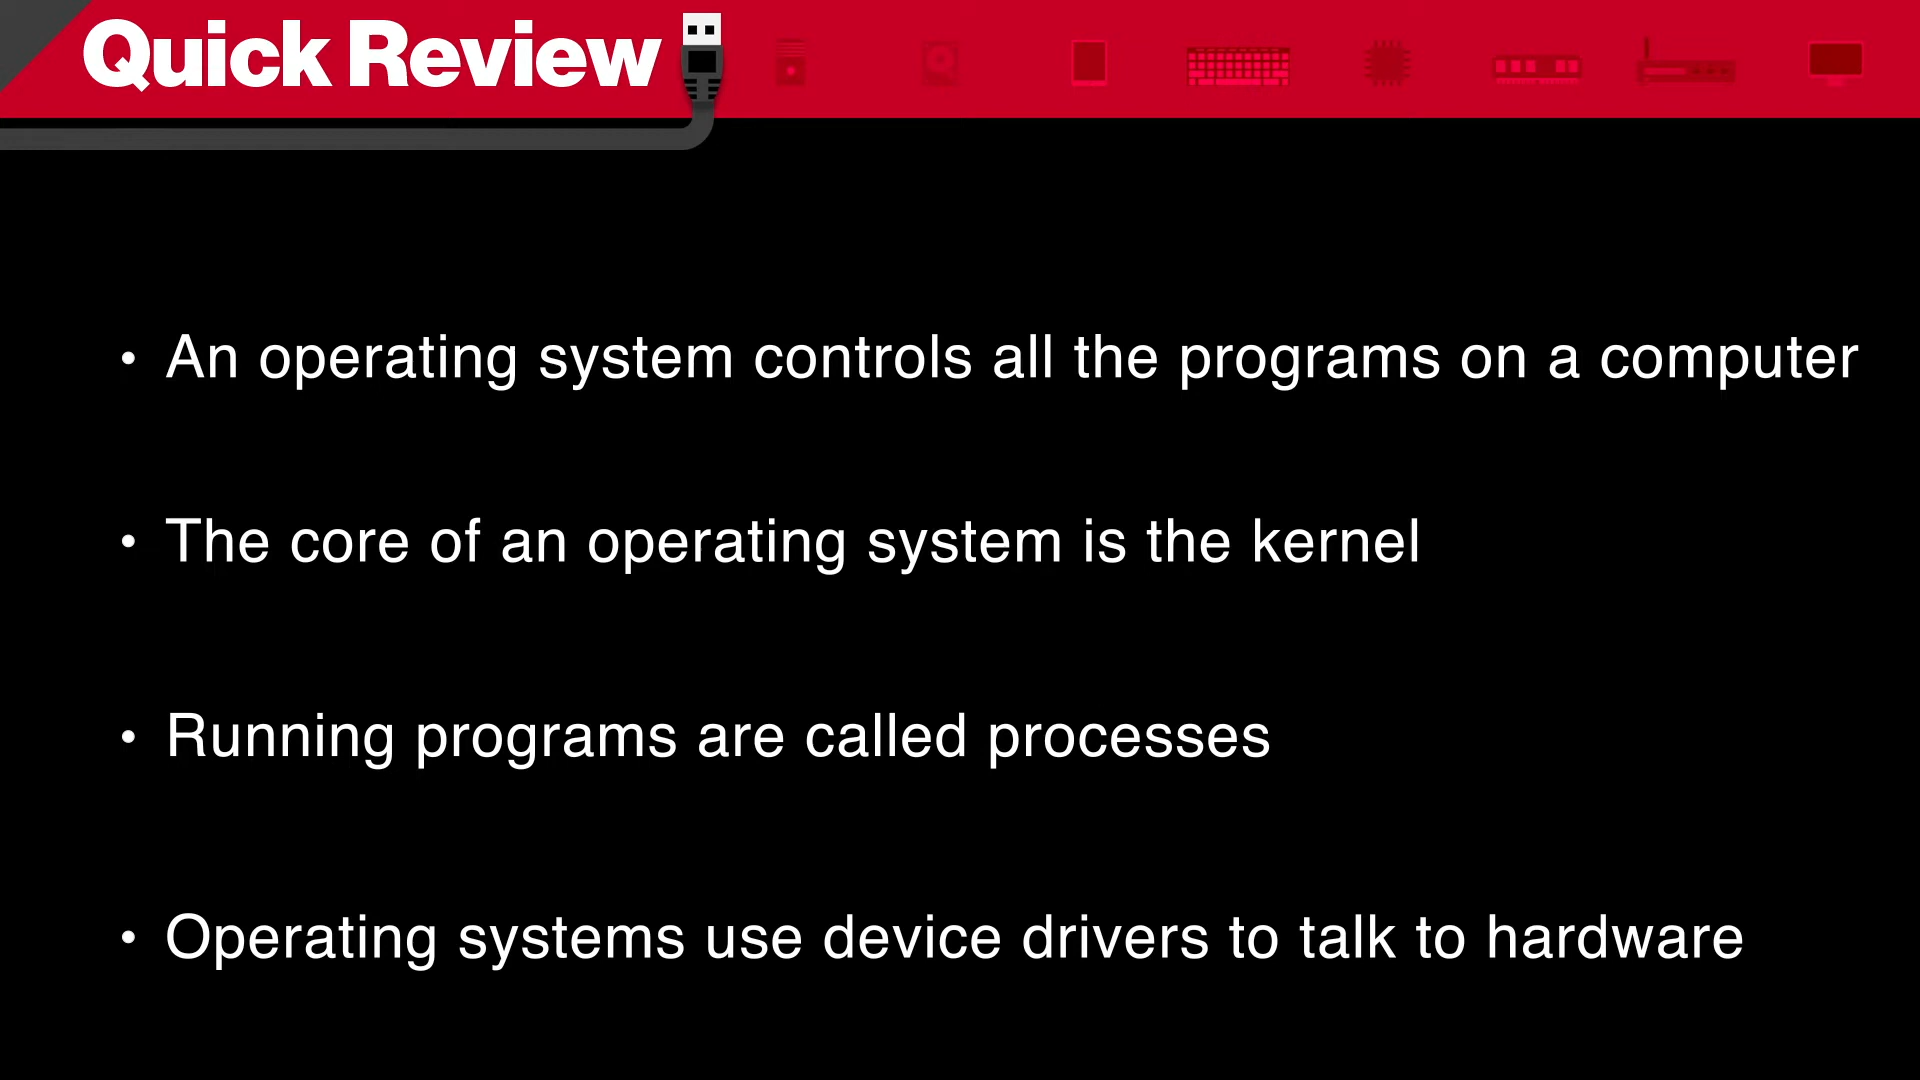 Quick Review
• An operating system controls all the programs on a computer
• The core of an operating system is the kernel
• Running programs are called processes
• Operating systems use device drivers to talk to hardware